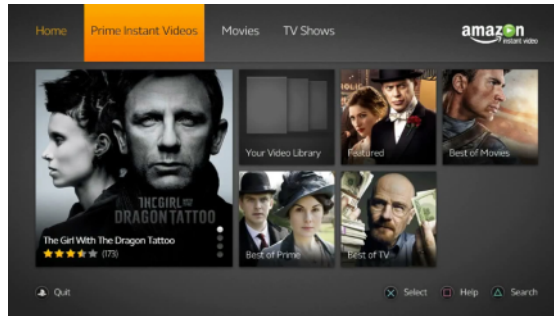 Home Prime Instant Videos Movies TV Shows
amazon
instant video
Your Video Library
Featured
Best of Movies
THE GIRL WITH THE
DRAGON TATTOO
The Girl With The Dragon Tattoo
(173)
Best of Prime
Best of TV
Quit
Select Help Search